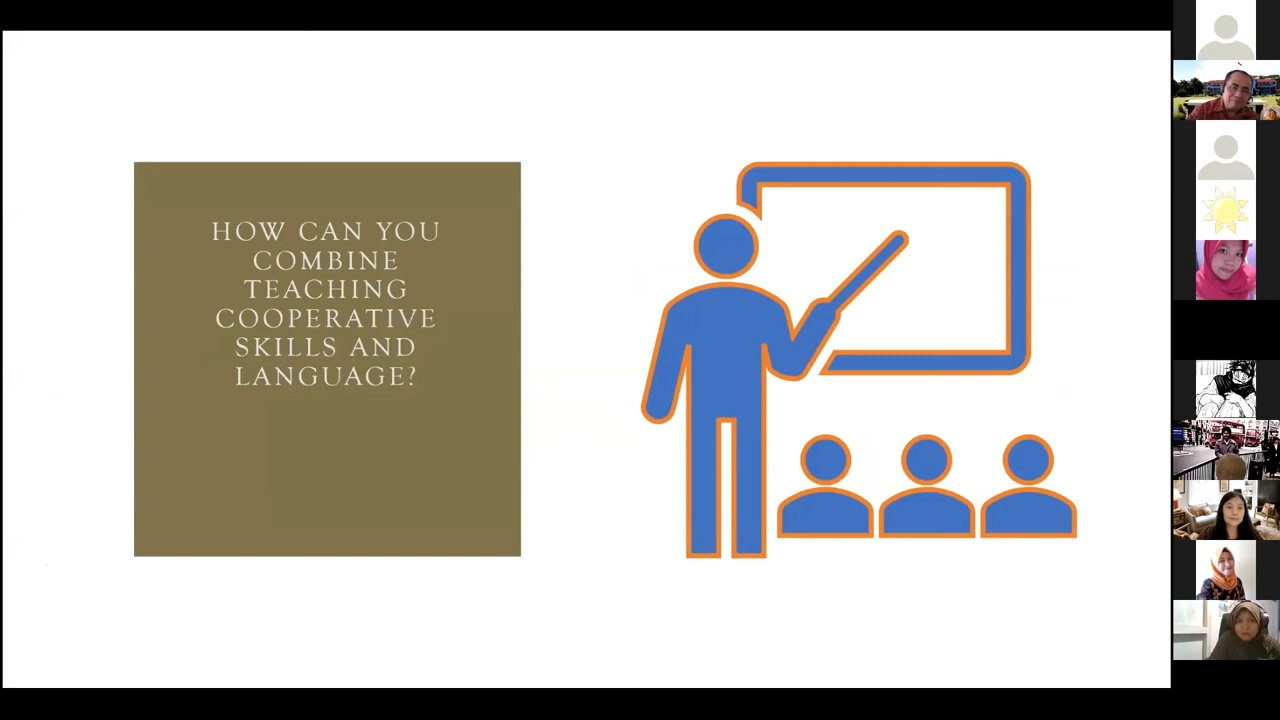 HOW CAN YOU
COMBINE
TEACHING
COOPERATIVE
SKILLS AND
LANGUAGE?